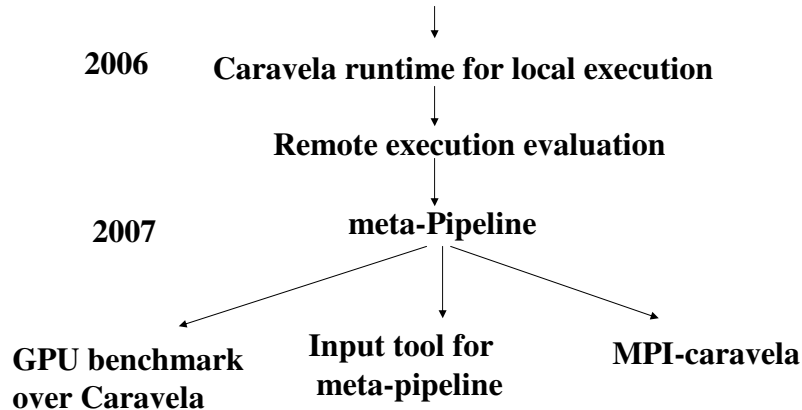 2006 Caravela runtime for local execution
Remote execution evaluation
2007 meta-Pipeline
GPU benchmark
over Caravela
Input tool for
meta-pipeline
MPI-caravela